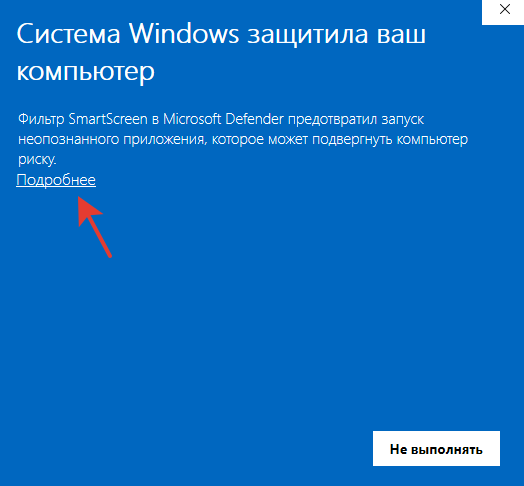 Система Windows защитила ваш
компьютер
Фильтр SmartScreen в Microsoft Defender предотвратил запуск
неопознанного приложения, которое может подвергнуть компьютер
риску.
Подробнее
Не выполнять